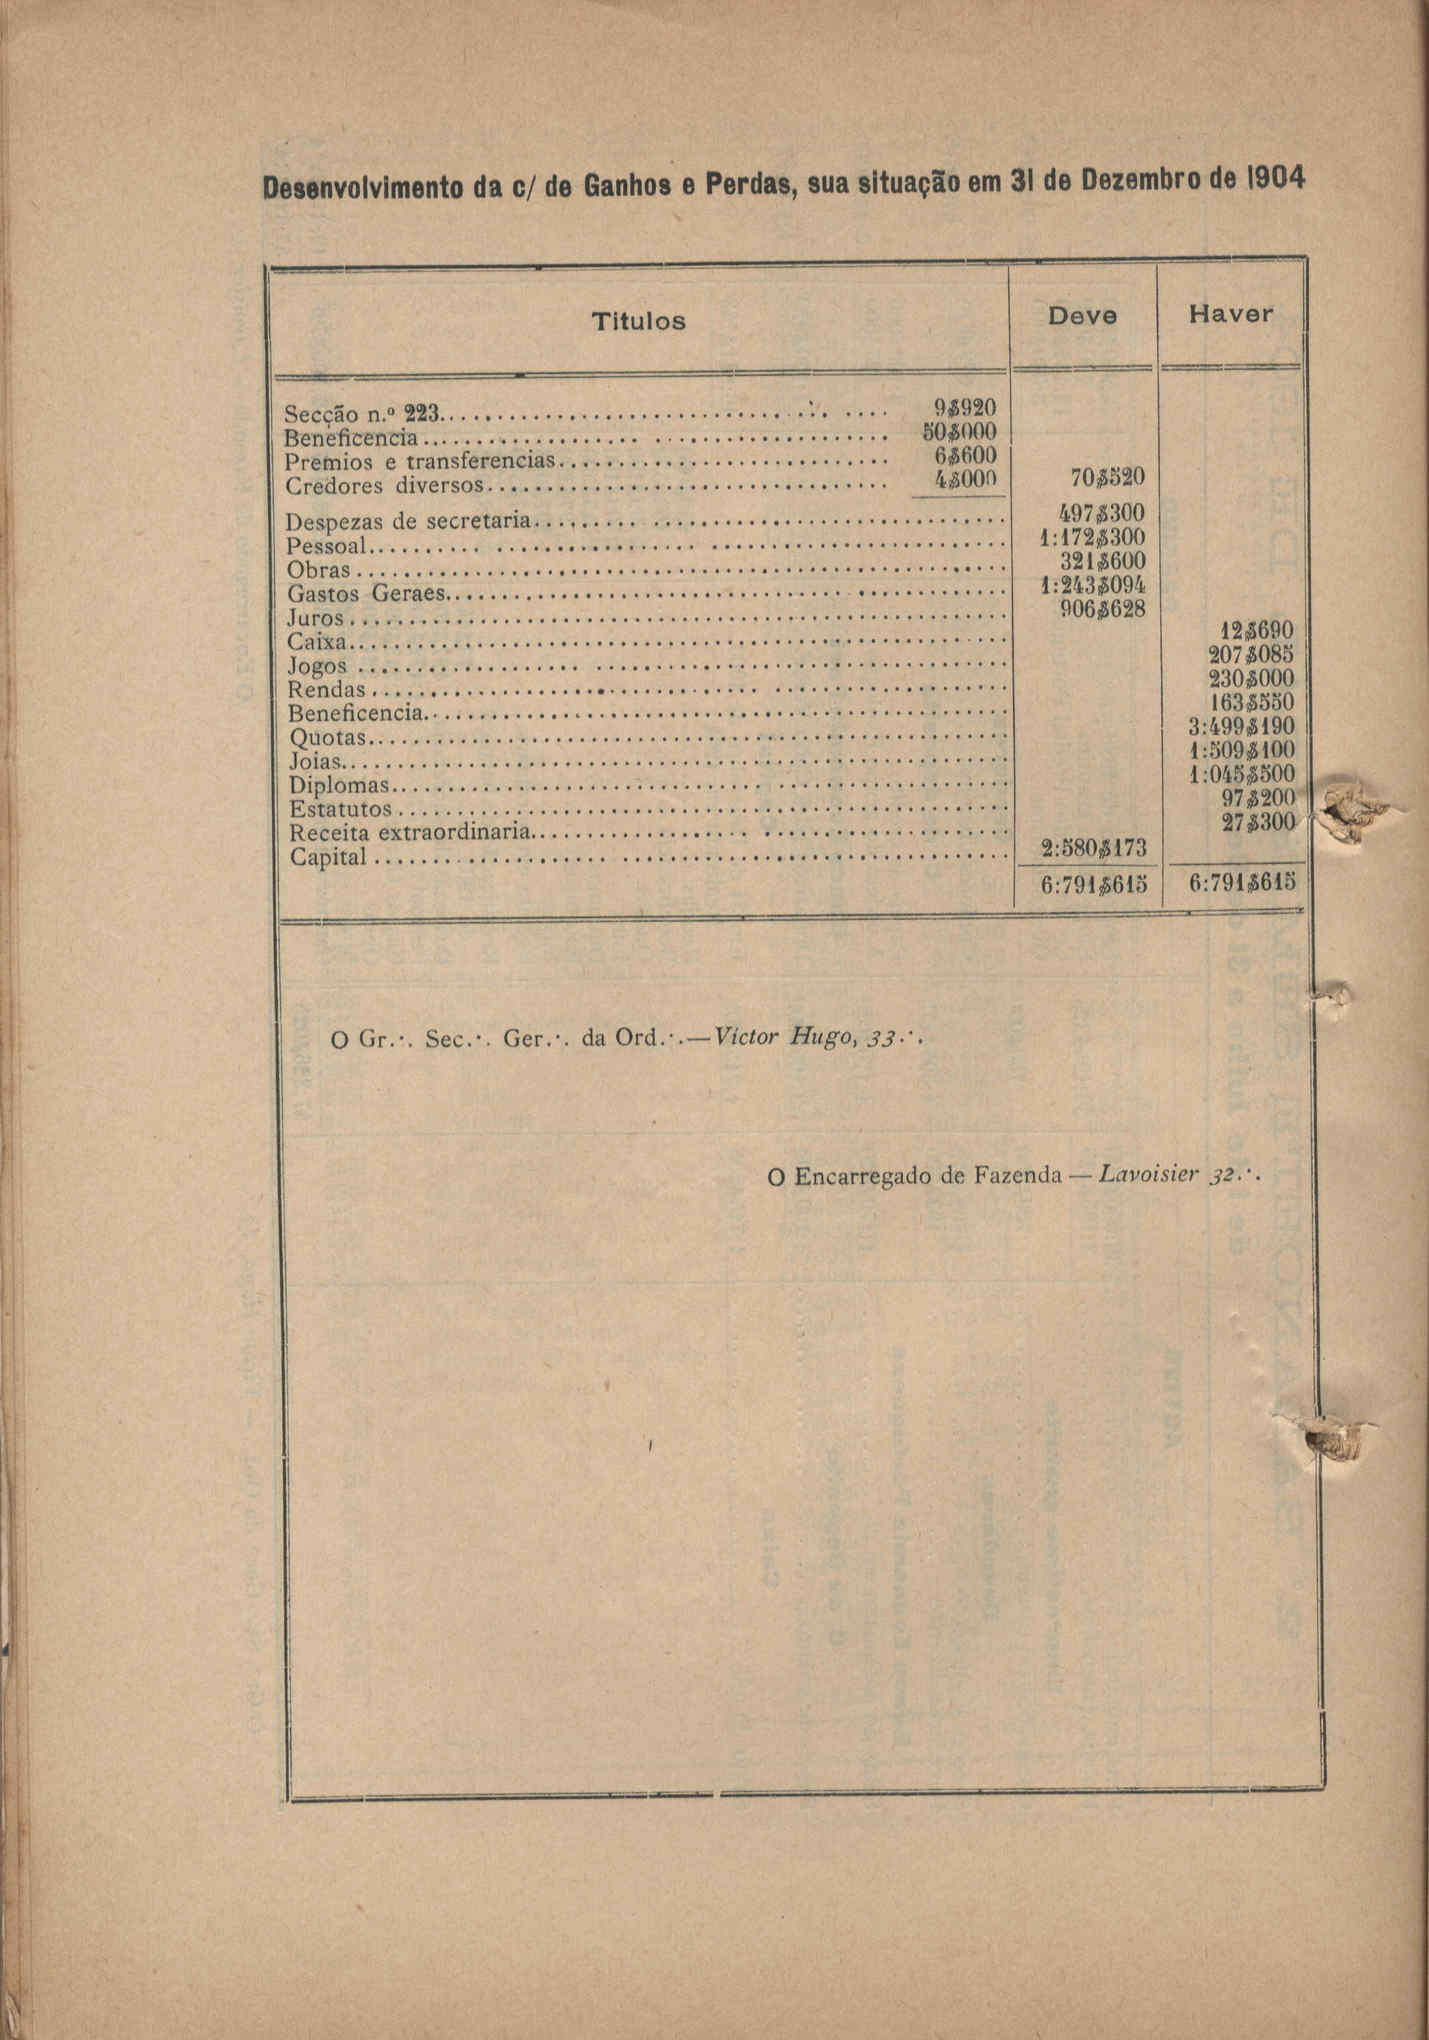 Desenvolvimento da c/ de Ganhos e Perdas, sua situação em 31 de Dezembro de 1904
Titulos Deve Haver
Secção n.º 223 9$920
Beneficencia 50$000
Premios e transferencias 6$600
Credores diversos 4$000 70$520
Despezas de secretaria 497$300
Pessoal 1:172$300
Obras 321$600
Gastos Geraes 1:243$094
Juros 906$628
Caixa 12$690
Jogos 207$085
Rendas 230$000
Beneficencia 163$550
Quotas 3:499$190
Joias 1:509$100
Diplomas 1:045$500
Estatutos 97$200
Receita extraordinaria 27$300
Capital 2:580$173
6:791$615 6:791$615
O Gr.·. Sec.·. Ger.·. da Ord.·.—Victor Hugo, 33.·.
O Encarregado de Fazenda — Lavoisier 32.·.